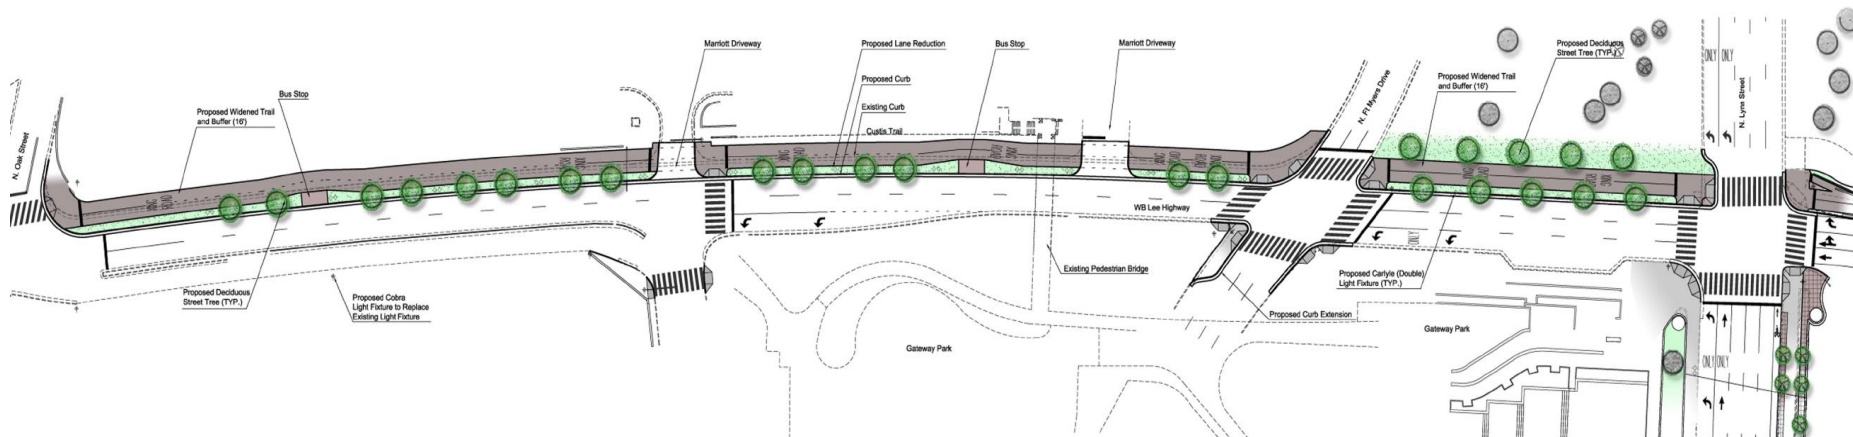 N. Oak Street
Proposed Widened Trail
and Buffer (16')
Bus Stop
Proposed Deciduous
Street Tree (TYP.)
Proposed Cobra
Light Fixture to Replace
Existing Light Fixture
Marriott Driveway
Proposed Lane Reduction
Proposed Curb
Existing Curb
Custis Trail
Bus Stop
Marriott Driveway
WB Lee Highway
Existing Pedestrian Bridge
Gateway Park
N. Ft Myers Drive
Proposed Widened Trail
and Buffer (16')
Proposed Deciduous
Street Tree (TYP.)
ONLY
ONLY
N. Lynn Street
ONLY
Proposed Carlyle (Double)
Light Fixture (TYP.)
Proposed Curb Extension
Gateway Park
ONLY
ONLY